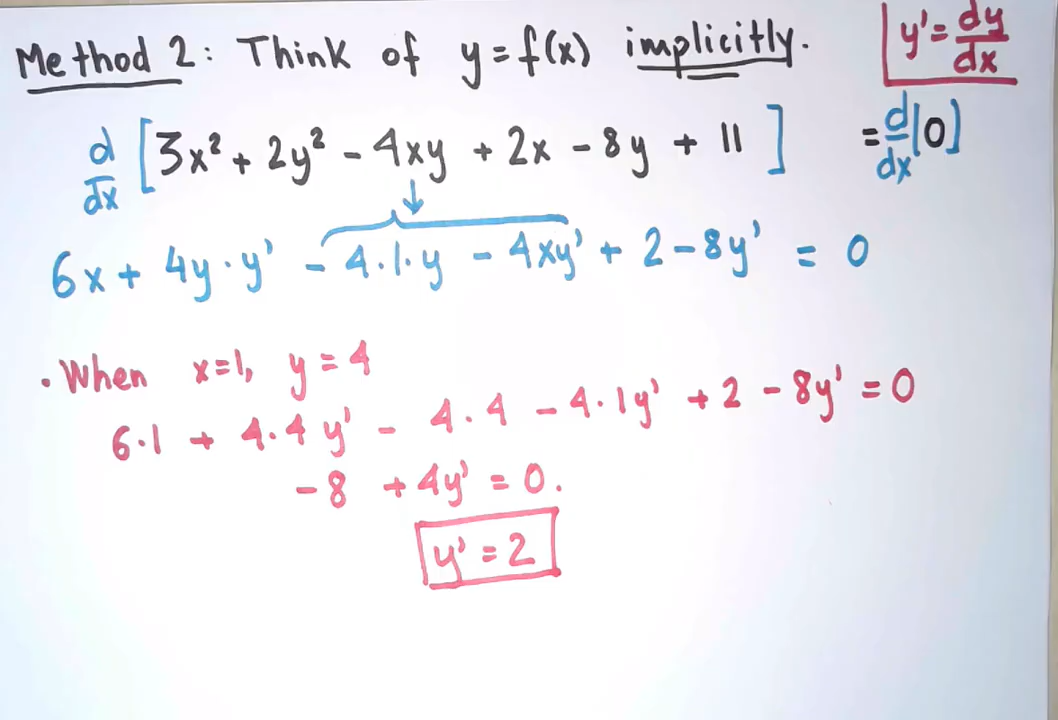 Method 2: Think of y=f(x) implicitly.
y'=dy/dx
d/dx [3x² + 2y² - 4xy + 2x - 8y + 11] = d/dx [0]
6x + 4y·y' - 4·1·y - 4xy' + 2 - 8y' = 0
• When x=1, y=4
6·1 + 4·4y' - 4·4 - 4·1y' + 2 - 8y' = 0
-8 + 4y' = 0.
y' = 2